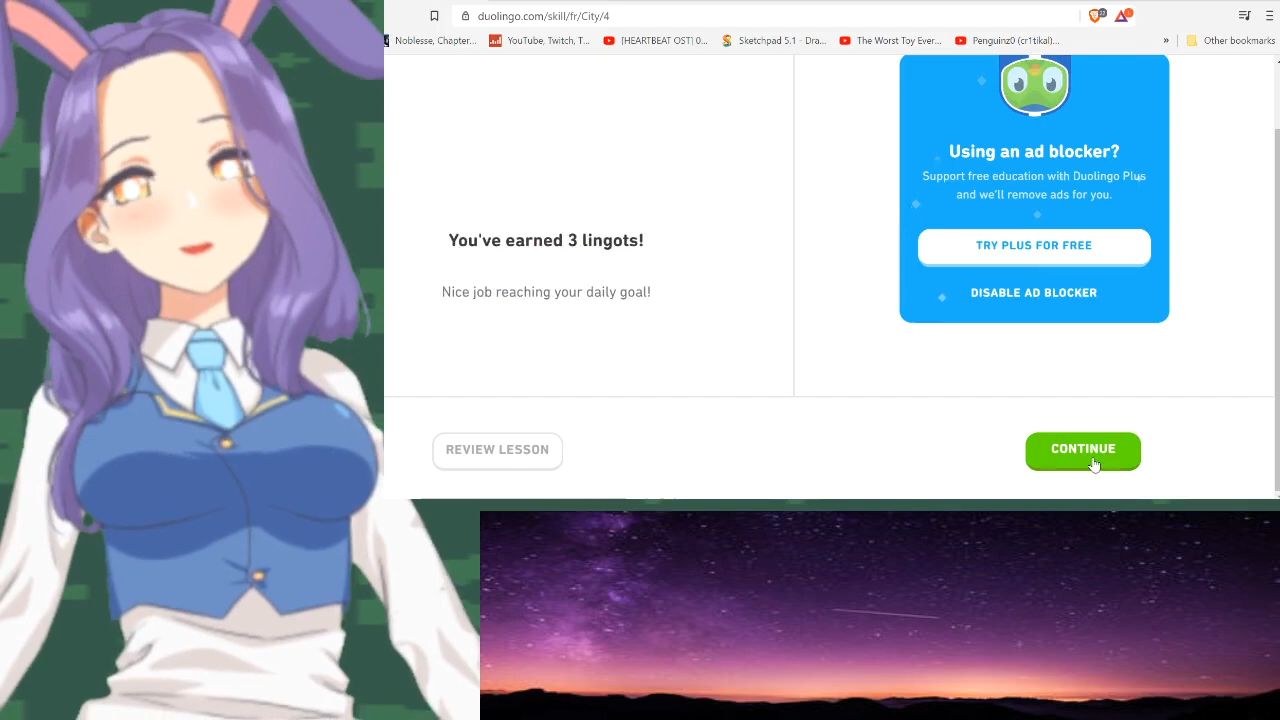 duolingo.com/skill/fr/City/4
22
1
Noblesse, Chapter... YouTube, Twitch, T... [HEARTBEAT OST] 0... Sketchpad 5.1 - Dra... The Worst Toy Ever... Penguinz0 (cr1tikal)... » Other bookmarks
Using an ad blocker?
Support free education with Duolingo Plus
and we'll remove ads for you.
TRY PLUS FOR FREE
DISABLE AD BLOCKER
You've earned 3 lingots!
Nice job reaching your daily goal!
REVIEW LESSON
CONTINUE